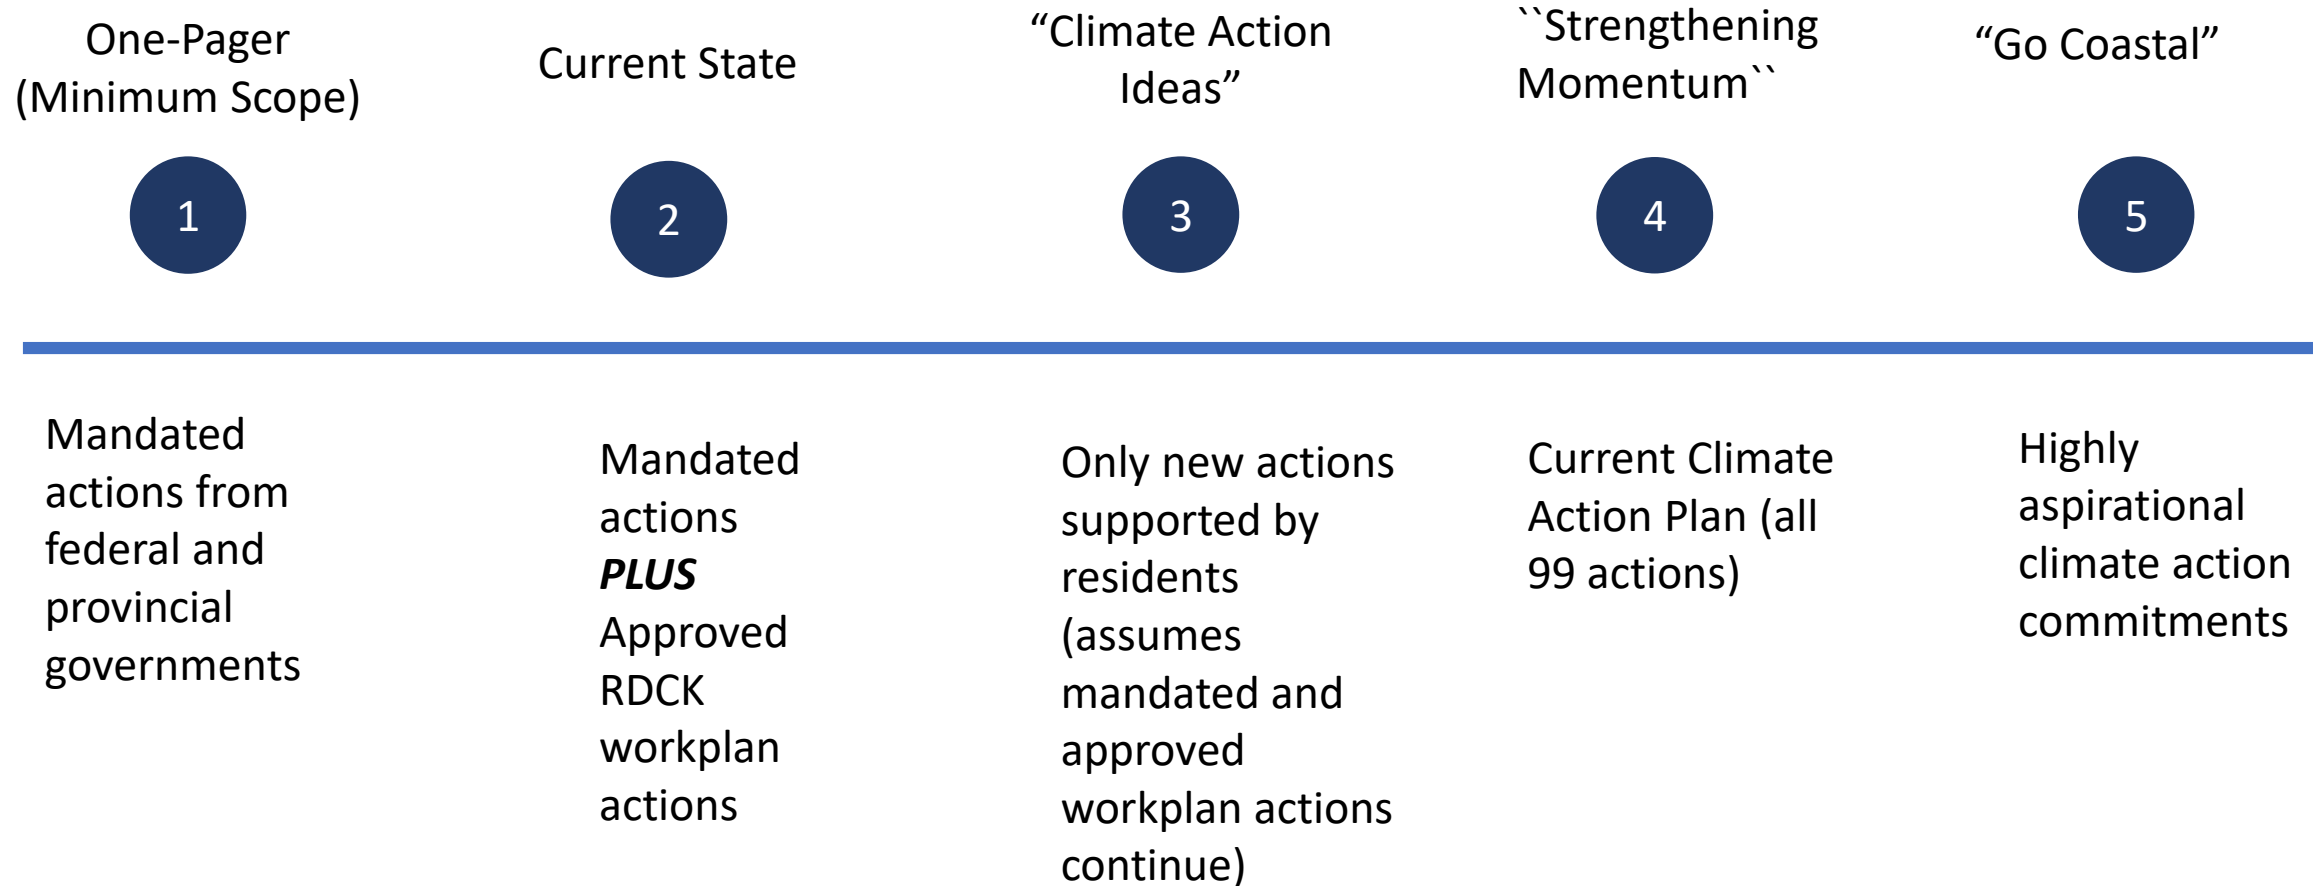 One-Pager
(Minimum Scope)
Current State
“Climate Action
Ideas”
``Strengthening
Momentum``
“Go Coastal”
1
2
3
4
5
Mandated
actions from
federal and
provincial
governments
Mandated
actions
PLUS
Approved
RDCK
workplan
actions
Only new actions
supported by
residents
(assumes
mandated and
approved
workplan actions
continue)
Current Climate
Action Plan (all
99 actions)
Highly
aspirational
climate action
commitments